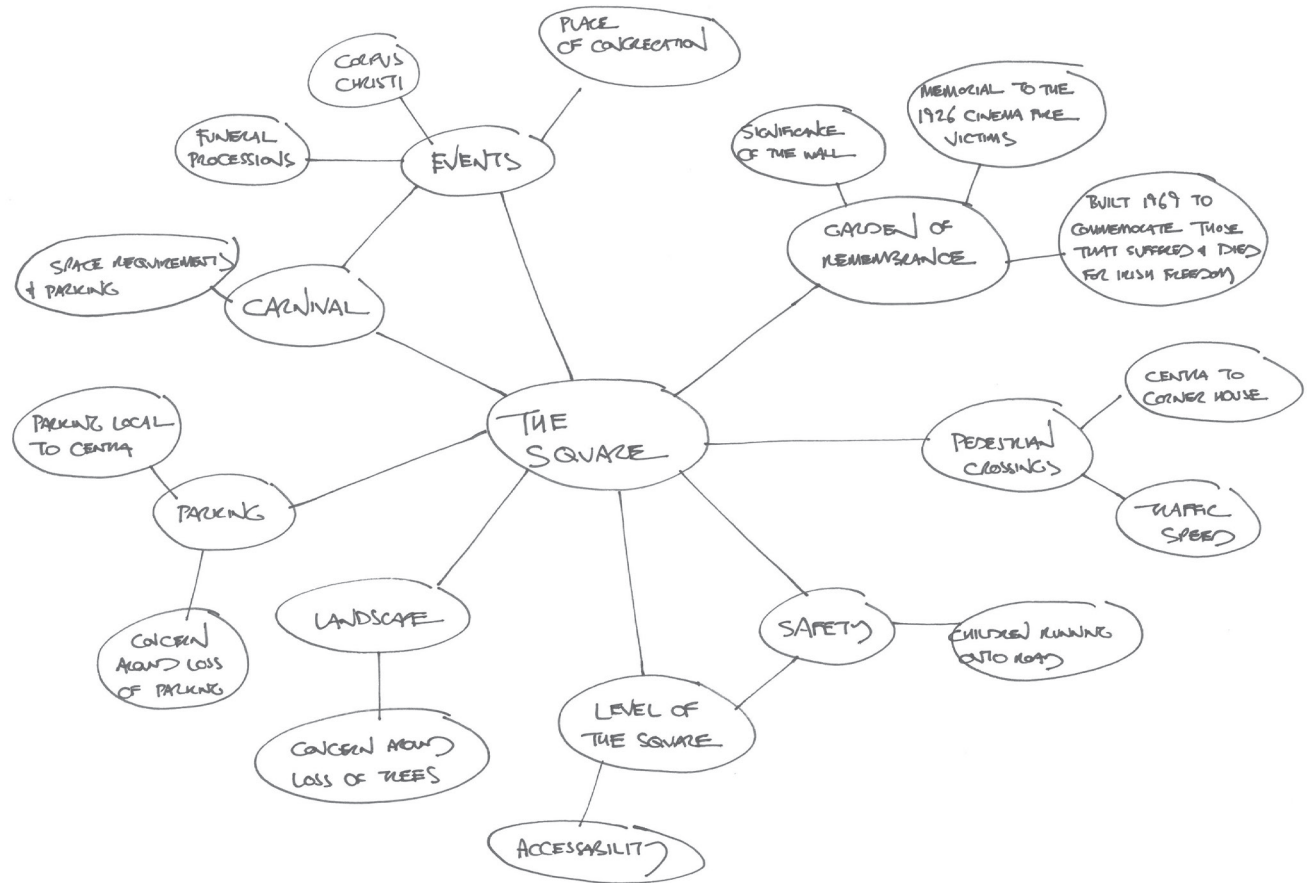 PLACE
OF CONGREGATION
CORPUS
CHRISTI
FUNERAL
PROCESSIONS
EVENTS
SIGNIFICANCE
OF THE WALL
MEMORIAL TO THE
1926 CINEMA FIRE
VICTIMS
BUILT 1969 TO
COMMEMORATE THOSE
THAT SUFFERED & DIED
FOR IRISH FREEDOM
GARDEN OF
REMEMBRANCE
SPACE REQUIREMENTS
& PARKING
CARNIVAL
THE
SQUARE
CENTRA TO
CORNER HOUSE
PEDESTRIAN
CROSSINGS
TRAFFIC
SPEED
PARKING LOCAL
TO CENTRA
PARKING
CONCERN
AROUND LOSS
OF PARKING
LANDSCAPE
CONCERN AROUND
LOSS OF TREES
SAFETY
CHILDREN RUNNING
ONTO ROAD
LEVEL OF
THE SQUARE
ACCESSABILITY